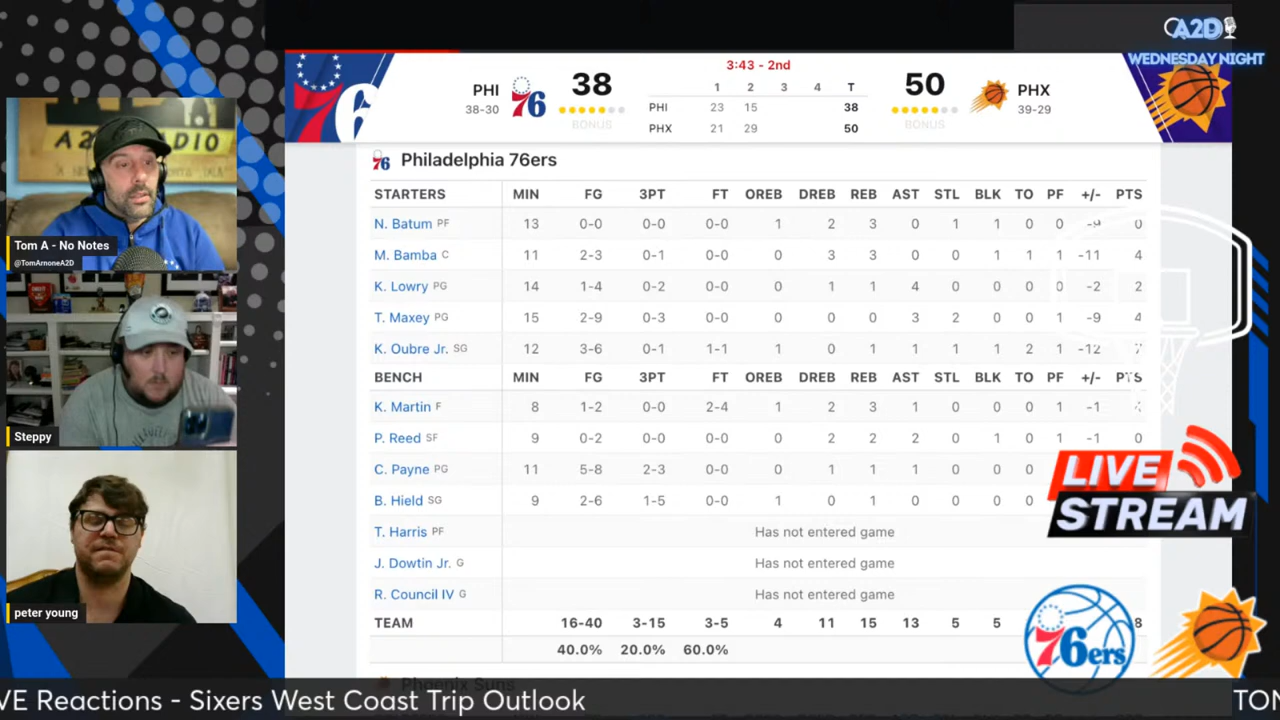 A2D
WEDNESDAY NIGHT
3:43 - 2nd
PHI 38 1 2 3 4 T 50 PHX
38-30 PHI 23 15 38 39-29
BONUS PHX 21 29 50 BONUS
Philadelphia 76ers
STARTERS MIN FG 3PT FT OREB DREB REB AST STL BLK TO PF +/- PTS
N. Batum PF 13 0-0 0-0 0-0 1 2 3 0 1 1 0 0 -9 0
M. Bamba C 11 2-3 0-1 0-0 0 3 3 0 0 1 1 1 -11 4
K. Lowry PG 14 1-4 0-2 0-0 0 1 1 4 0 0 0 0 -2 2
T. Maxey PG 15 2-9 0-3 0-0 0 0 0 3 2 0 0 1 -9 4
K. Oubre Jr. SG 12 3-6 0-1 1-1 1 0 1 1 1 1 2 1 -12 7
BENCH MIN FG 3PT FT OREB DREB REB AST STL BLK TO PF +/- PTS
K. Martin F 8 1-2 0-0 2-4 1 2 3 1 0 0 0 1 -1
P. Reed SF 9 0-2 0-0 0-0 0 2 2 2 0 1 0 1 -1 0
C. Payne PG 11 5-8 2-3 0-0 0 1 1 1 0 0
B. Hield SG 9 2-6 1-5 0-0 1 0 1 0 0 0
T. Harris PF Has not entered game
J. Dowtin Jr. G Has not entered game
R. Council IV G Has not entered game
TEAM 16-40 3-15 3-5 4 11 15 13 5 5 8
40.0% 20.0% 60.0%
Phoenix Suns
LIVE
STREAM
76ers
Tom A - No Notes
@TomArnoneA2D
Steppy
peter young
VE Reactions - Sixers West Coast Trip Outlook TOM